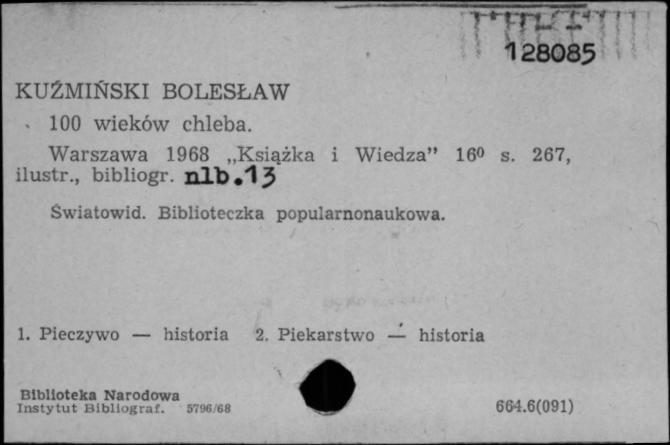 128085
KUŹMIŃSKI BOLESŁAW
100 wieków chleba.
Warszawa 1968 „Książka i Wiedza” 16⁰ s. 267,
ilustr., bibliogr. nlb.13
Światowid. Biblioteczka popularnonaukowa.
1. Pieczywo — historia 2. Piekarstwo — historia
Biblioteka Narodowa
Instytut Bibliograf. 5796/68 664.6(091)